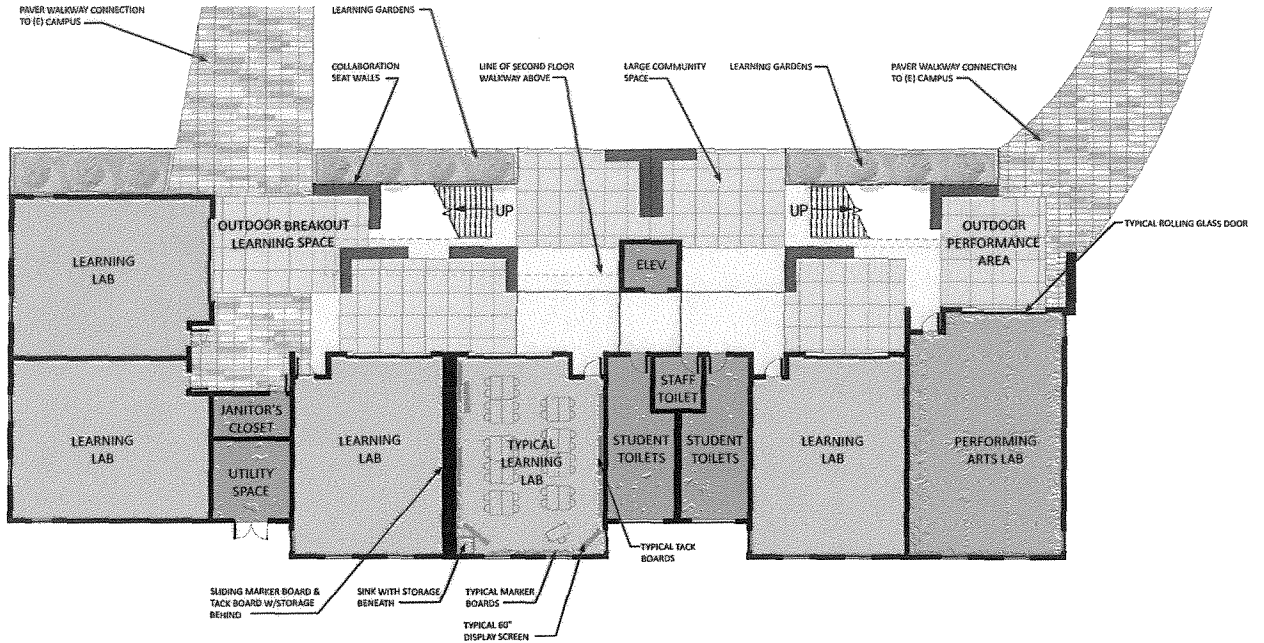 PAVER WALKWAY CONNECTION
TO (E) CAMPUS
LEARNING GARDENS
COLLABORATION
SEAT WALLS
LINE OF SECOND FLOOR
WALKWAY ABOVE
LARGE COMMUNITY
SPACE
LEARNING GARDENS
PAVER WALKWAY CONNECTION
TO (E) CAMPUS
UP
UP
OUTDOOR BREAKOUT
LEARNING SPACE
OUTDOOR
PERFORMANCE
AREA
TYPICAL ROLLING GLASS DOOR
LEARNING
LAB
ELEV.
STAFF
TOILET
JANITOR'S
CLOSET
LEARNING
LAB
UTILITY
SPACE
LEARNING
LAB
TYPICAL
LEARNING
LAB
STUDENT
TOILETS
STUDENT
TOILETS
LEARNING
LAB
PERFORMING
ARTS LAB
TYPICAL TACK
BOARDS
SLIDING MARKER BOARD &
TACK BOARD W/STORAGE
BEHIND
SINK WITH STORAGE
BENEATH
TYPICAL MARKER
BOARDS
TYPICAL 60"
DISPLAY SCREEN